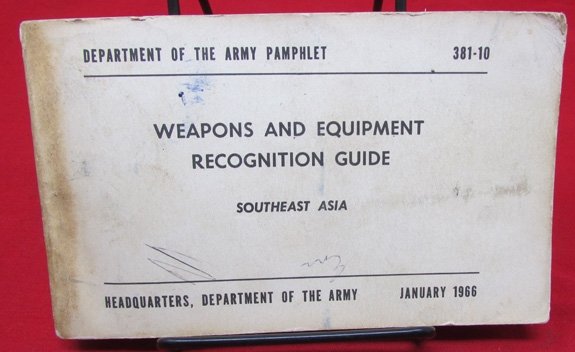 DEPARTMENT OF THE ARMY PAMPHLET 381-10
WEAPONS AND EQUIPMENT
RECOGNITION GUIDE
SOUTHEAST ASIA
HEADQUARTERS, DEPARTMENT OF THE ARMY JANUARY 1966